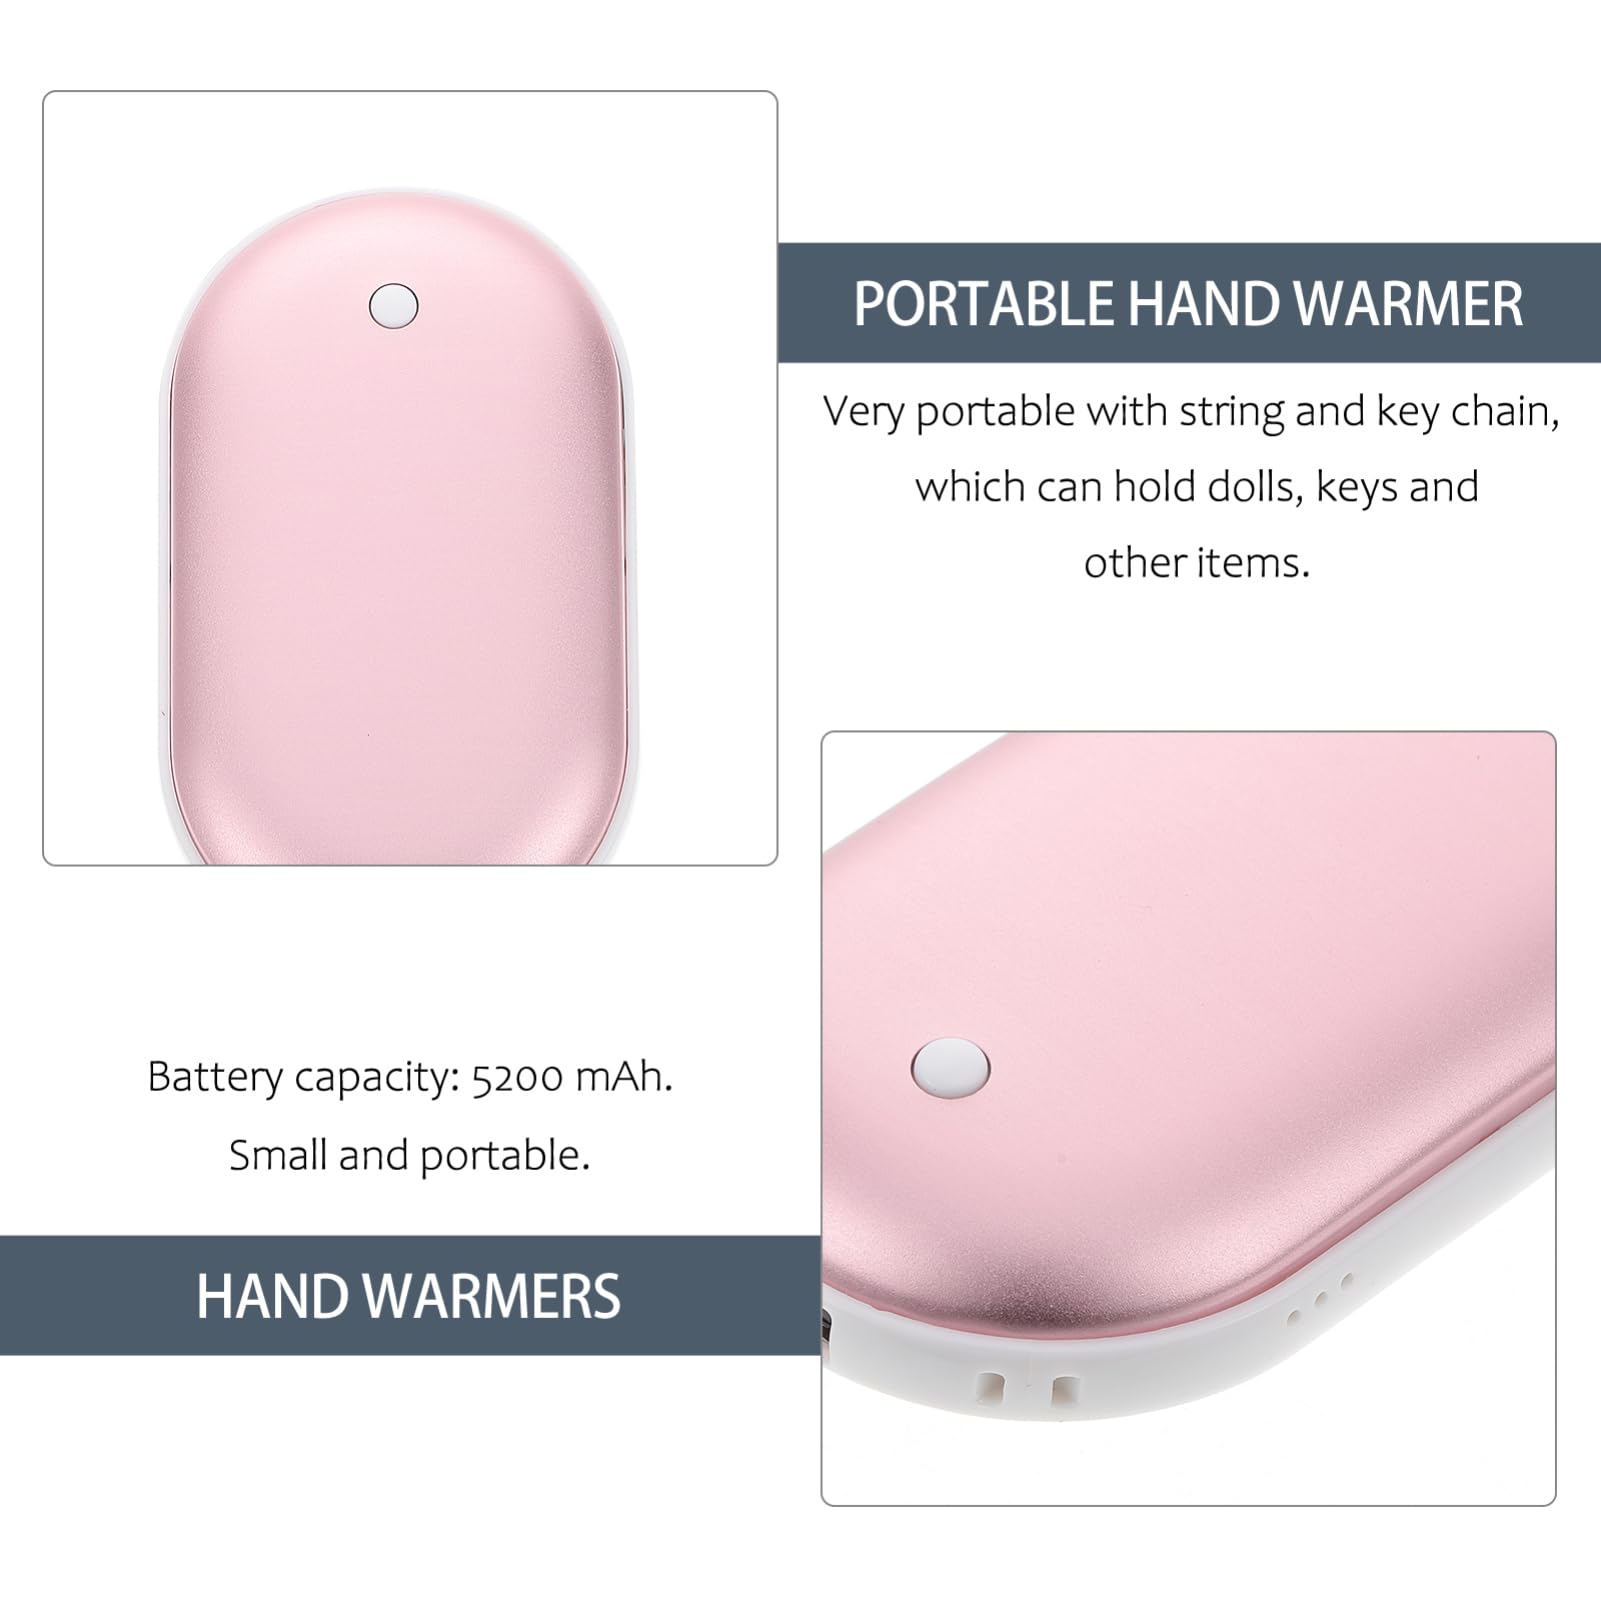 PORTABLE HAND WARMER
Very portable with string and key chain,
which can hold dolls, keys and
other items.
Battery capacity: 5200 mAh.
Small and portable.
HAND WARMERS